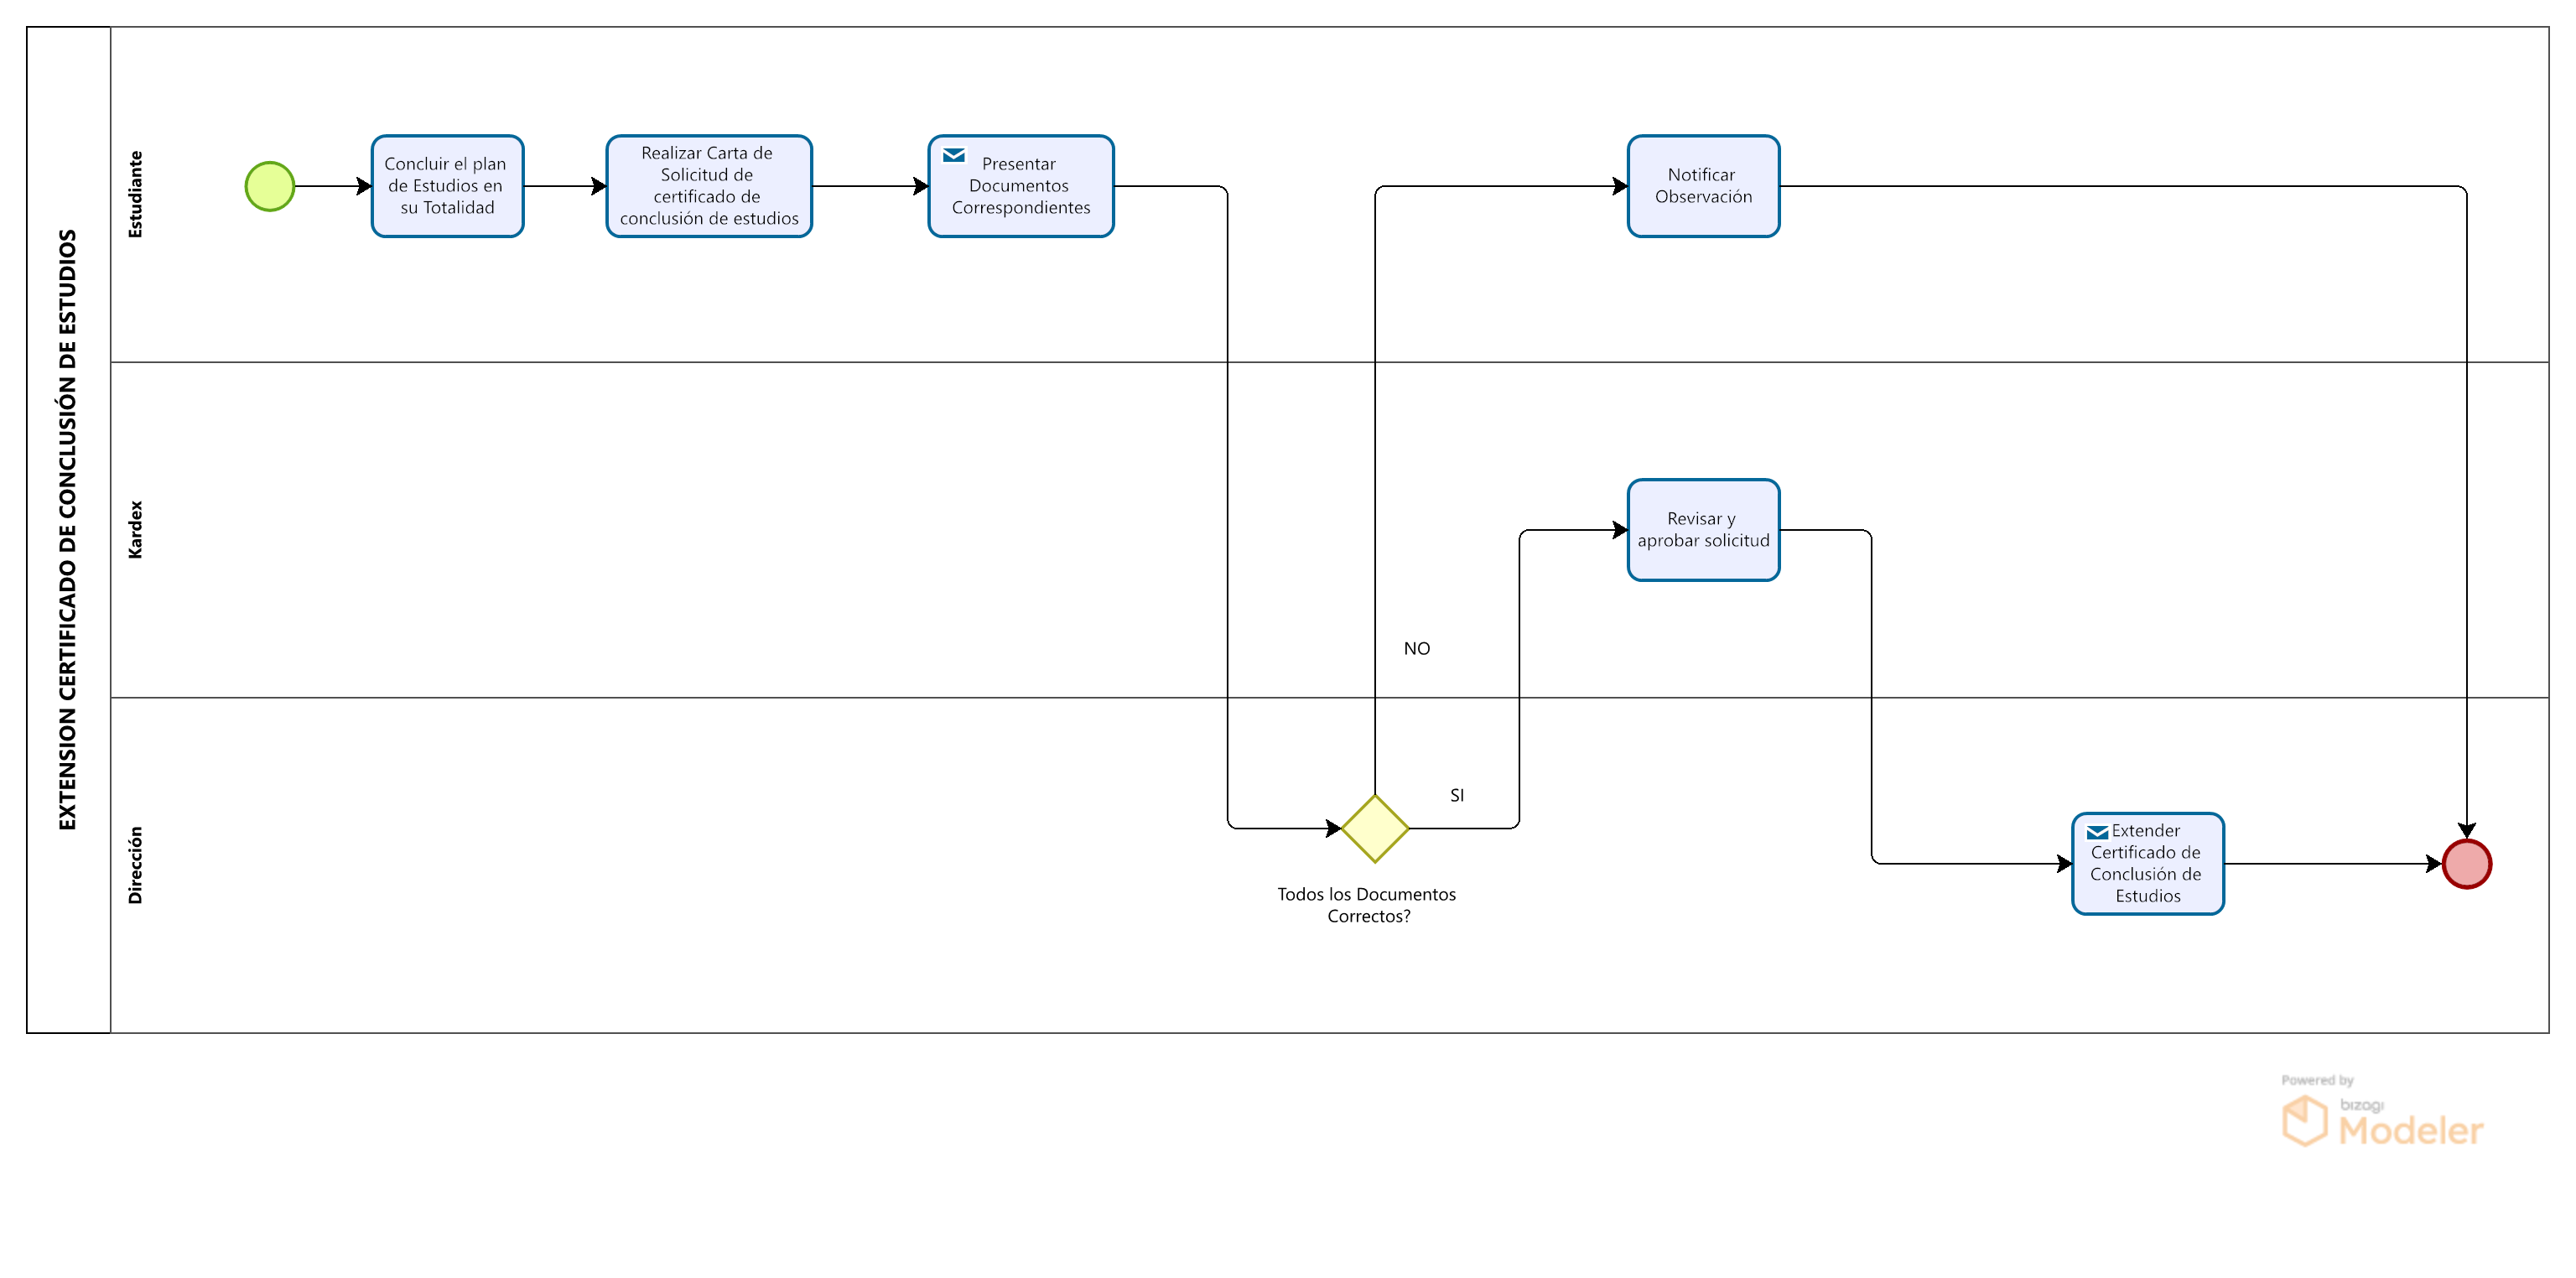 EXTENSION CERTIFICADO DE CONCLUSIÓN DE ESTUDIOS
Estudiante
Concluir el plan
de Estudios en
su Totalidad
Realizar Carta de
Solicitud de
certificado de
conclusión de estudios
Presentar
Documentos
Correspondientes
Notificar
Observación
Kardex
Revisar y
aprobar solicitud
NO
Dirección
SI
Todos los Documentos
Correctos?
Extender
Certificado de
Conclusión de
Estudios
Powered by
bizagi
Modeler